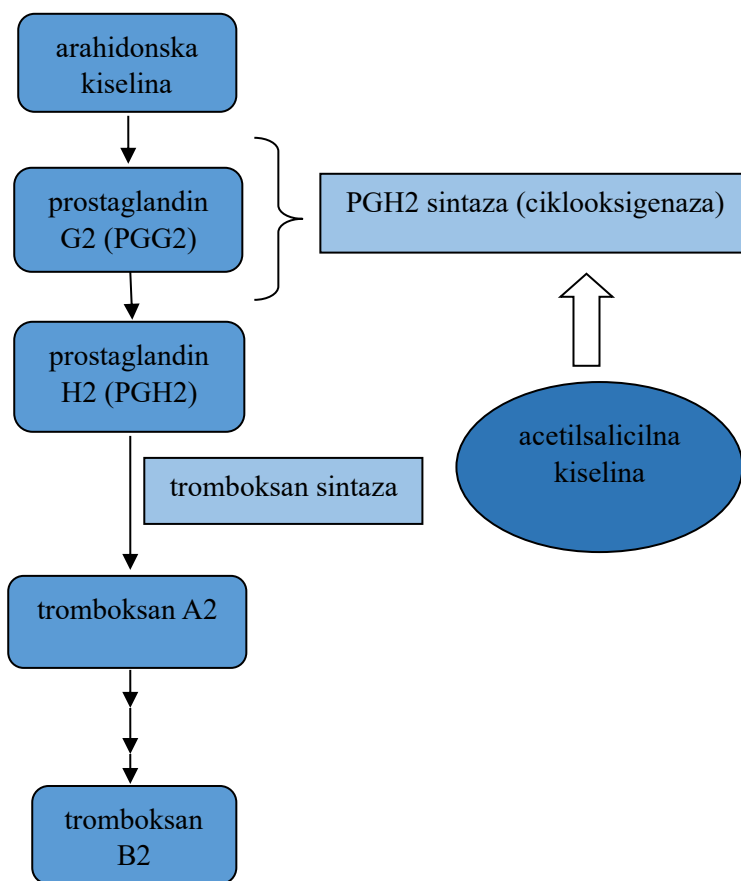 arahidonska
kiselina
prostaglandin
G2 (PGG2)
PGH2 sintaza (ciklooksigenaza)
prostaglandin
H2 (PGH2)
acetilsalicilna
kiselina
tromboksan sintaza
tromboksan A2
tromboksan
B2